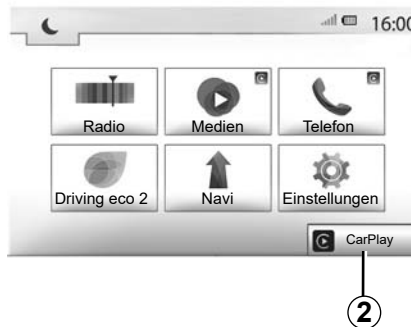 16:00
Radio Medien Telefon
Driving eco 2 Navi Einstellungen
CarPlay
2